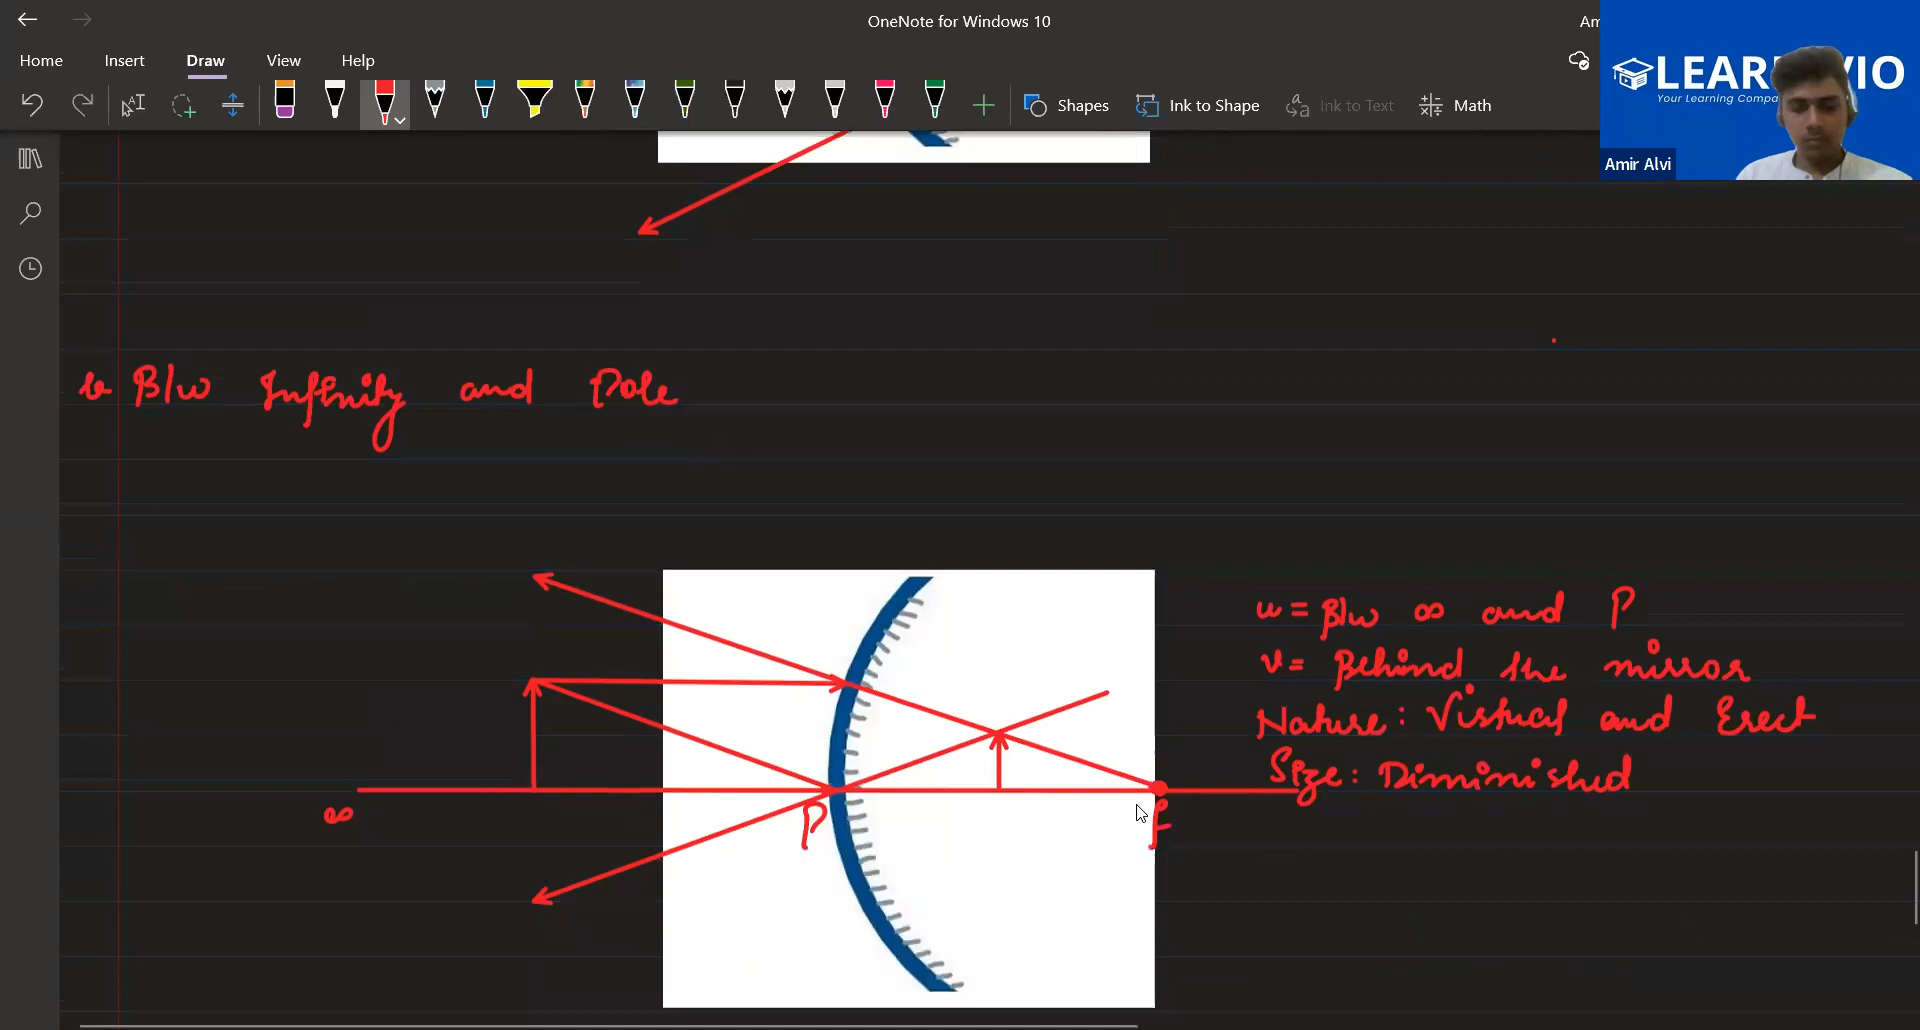 OneNote for Windows 10
Home Insert Draw View Help
Shapes Ink to Shape Ink to Text Math
Your Learning Compa
Amir Alvi
B/w Infinity and Pole
u = B/w ∞ and P
v = Behind the mirror
Nature: Virtual and Erect
Size: Diminished
∞ P F